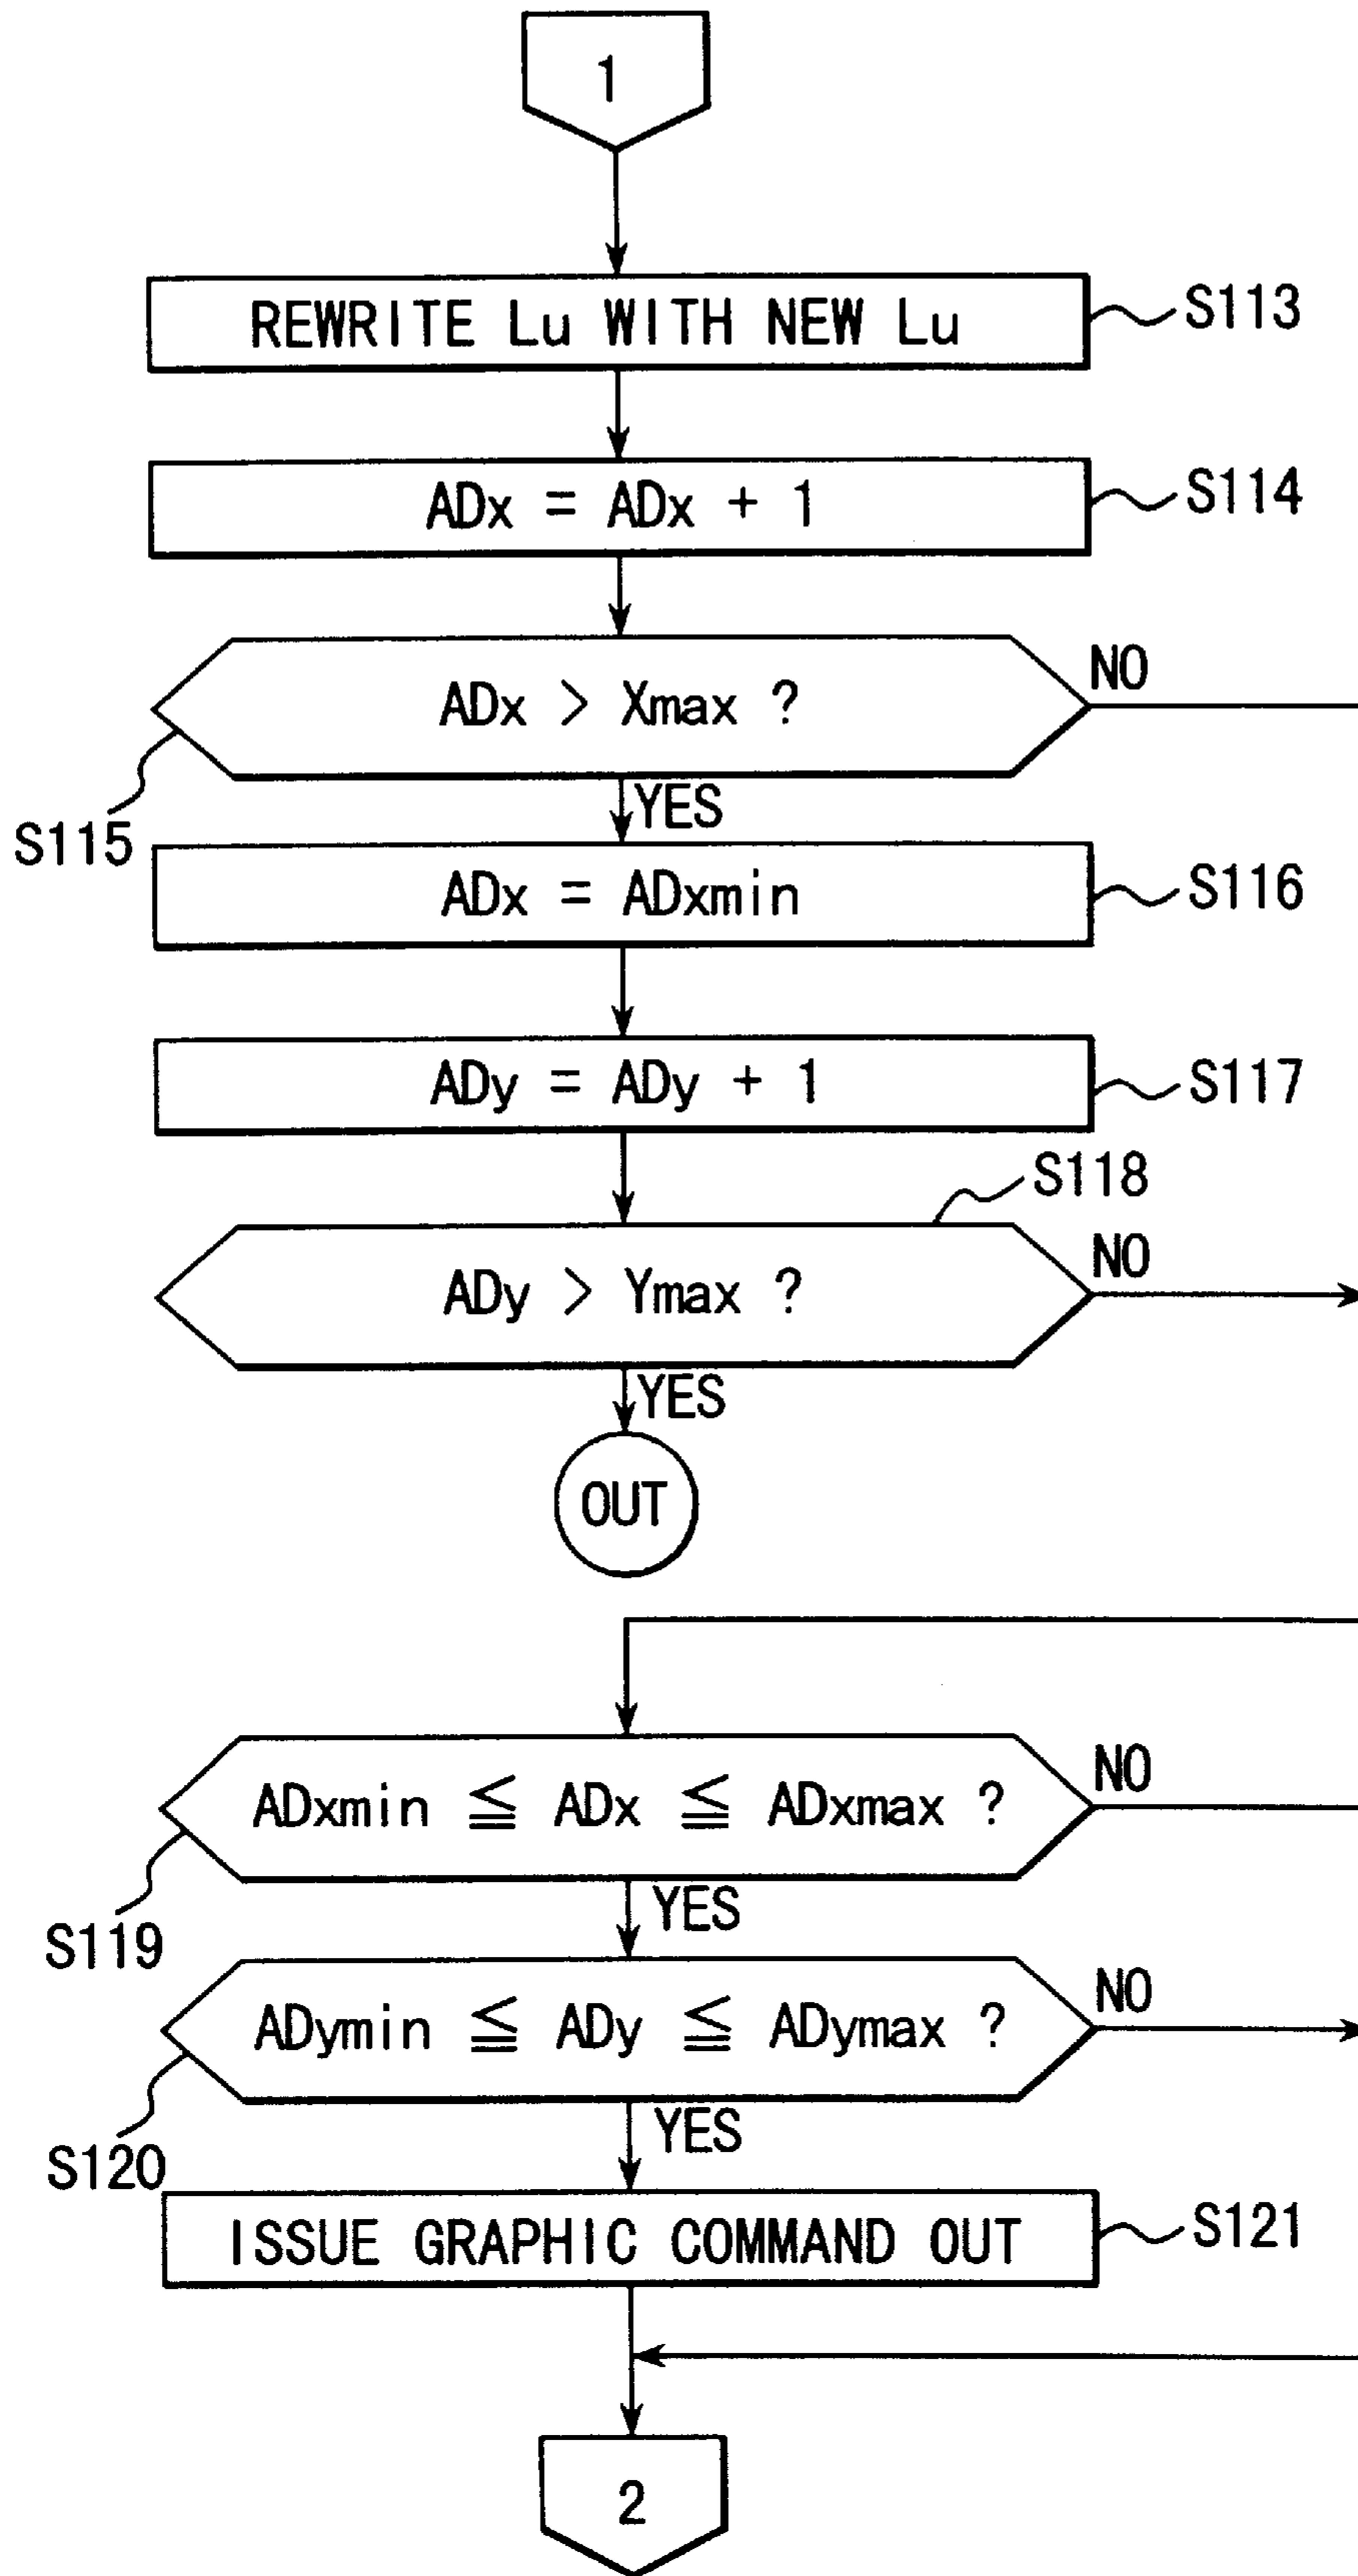 1
REWRITE Lu WITH NEW Lu
S113
ADx = ADx + 1
S114
ADx > Xmax ?
NO
S115
YES
ADx = ADxmin
S116
ADy = ADy + 1
S117
S118
ADy > Ymax ?
NO
YES
OUT
ADxmin ≦ ADx ≦ ADxmax ?
NO
S119
YES
ADymin ≦ ADy ≦ ADymax ?
NO
S120
YES
ISSUE GRAPHIC COMMAND OUT
S121
2